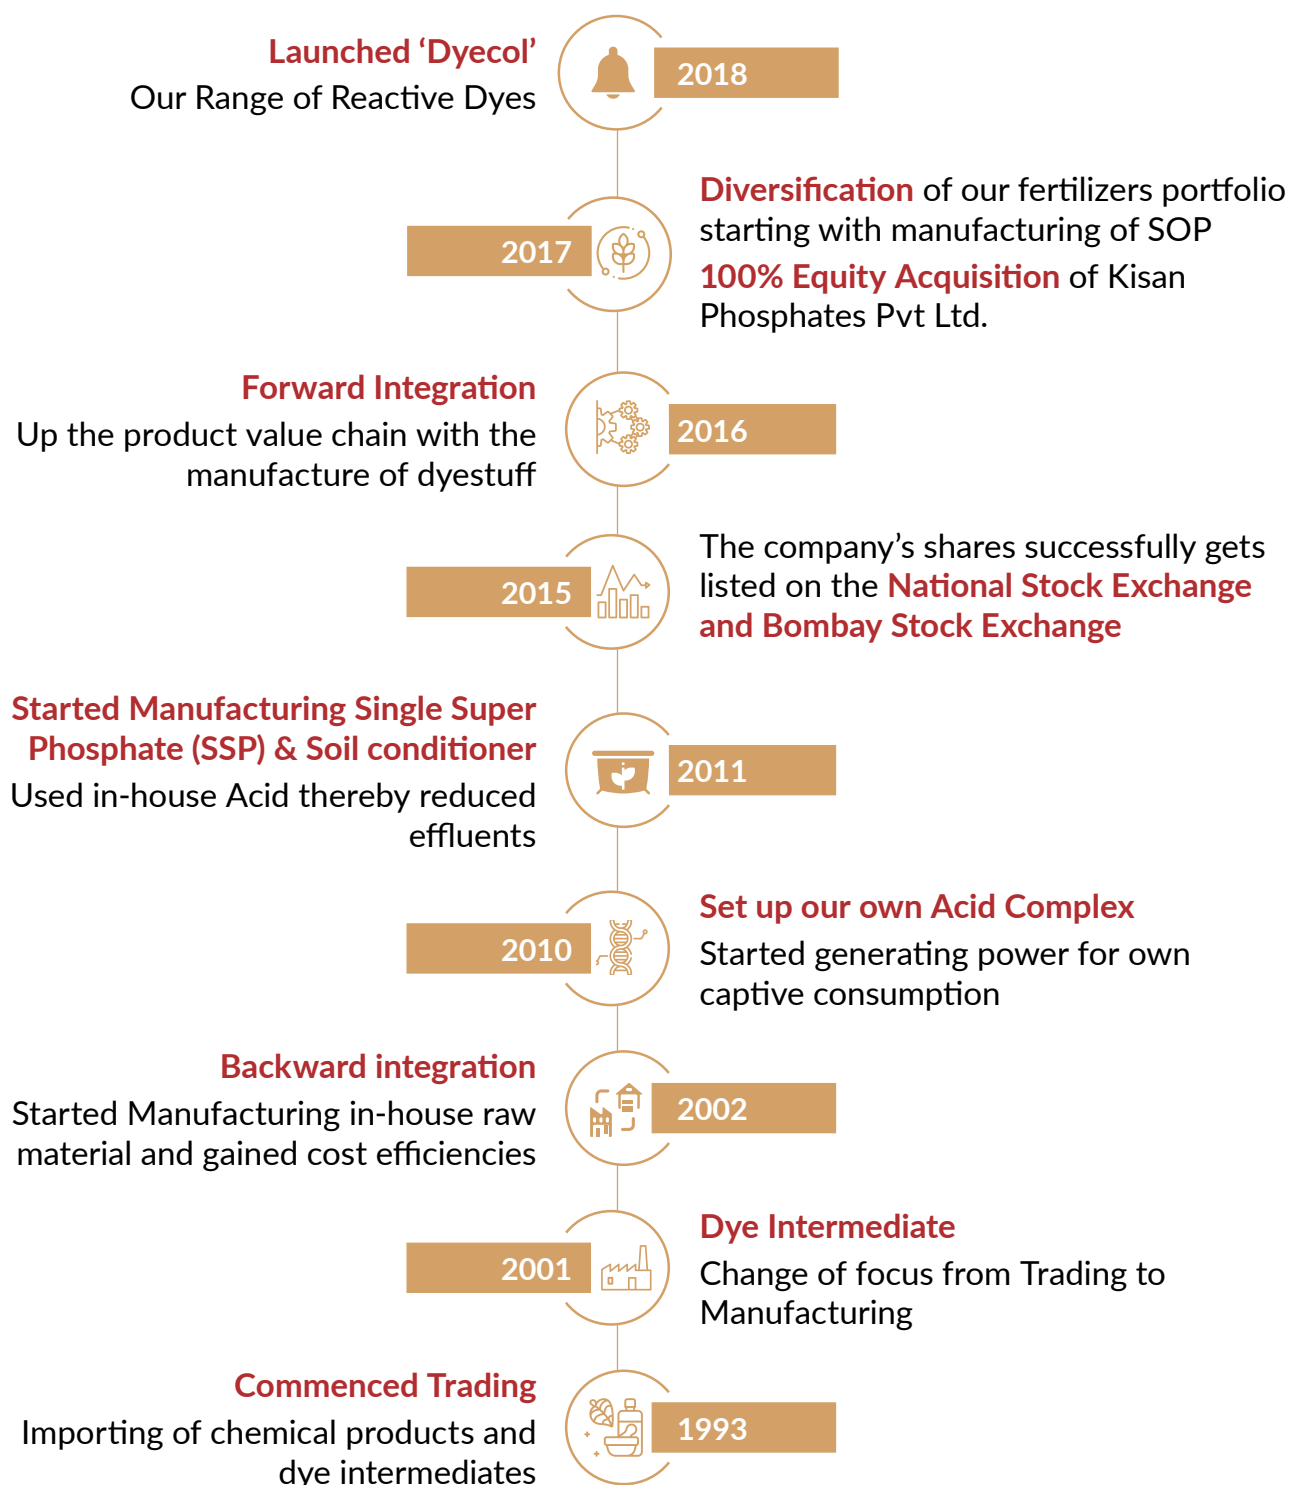 Launched ‘Dyecol’
Our Range of Reactive Dyes
2018
2017
Diversification of our fertilizers portfolio
starting with manufacturing of SOP
100% Equity Acquisition of Kisan
Phosphates Pvt Ltd.
Forward Integration
Up the product value chain with the
manufacture of dyestuff
2016
2015
The company’s shares successfully gets
listed on the National Stock Exchange
and Bombay Stock Exchange
Started Manufacturing Single Super
Phosphate (SSP) & Soil conditioner
Used in-house Acid thereby reduced
effluents
2011
2010
Set up our own Acid Complex
Started generating power for own
captive consumption
Backward integration
Started Manufacturing in-house raw
material and gained cost efficiencies
2002
2001
Dye Intermediate
Change of focus from Trading to
Manufacturing
Commenced Trading
Importing of chemical products and
dye intermediates
1993